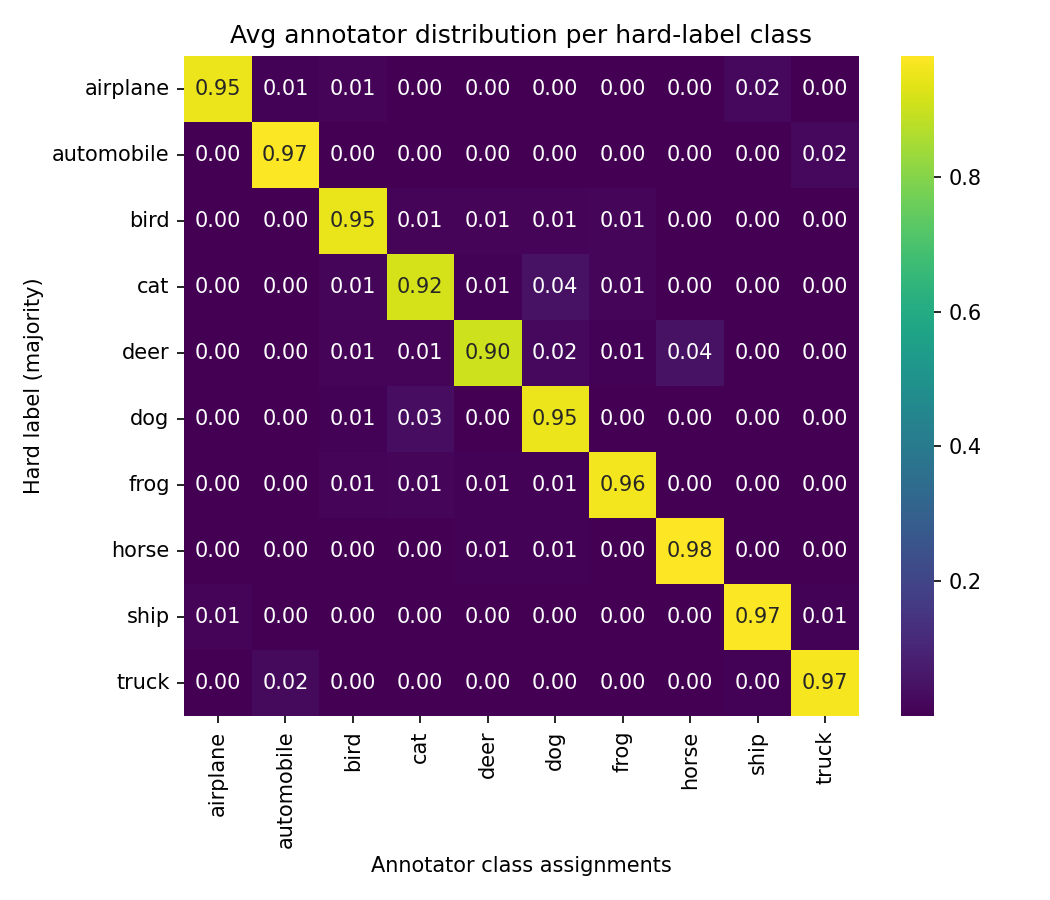 Avg annotator distribution per hard-label class
Hard label (majority)
airplane 0.95 0.01 0.01 0.00 0.00 0.00 0.00 0.00 0.02 0.00
automobile 0.00 0.97 0.00 0.00 0.00 0.00 0.00 0.00 0.00 0.02
bird 0.00 0.00 0.95 0.01 0.01 0.01 0.01 0.00 0.00 0.00
cat 0.00 0.00 0.01 0.92 0.01 0.04 0.01 0.00 0.00 0.00
deer 0.00 0.00 0.01 0.01 0.90 0.02 0.01 0.04 0.00 0.00
dog 0.00 0.00 0.01 0.03 0.00 0.95 0.00 0.00 0.00 0.00
frog 0.00 0.00 0.01 0.01 0.01 0.01 0.96 0.00 0.00 0.00
horse 0.00 0.00 0.00 0.00 0.01 0.01 0.00 0.98 0.00 0.00
ship 0.01 0.00 0.00 0.00 0.00 0.00 0.00 0.00 0.97 0.01
truck 0.00 0.02 0.00 0.00 0.00 0.00 0.00 0.00 0.00 0.97
airplane automobile bird cat deer dog frog horse ship truck
Annotator class assignments
0.8
0.6
0.4
0.2